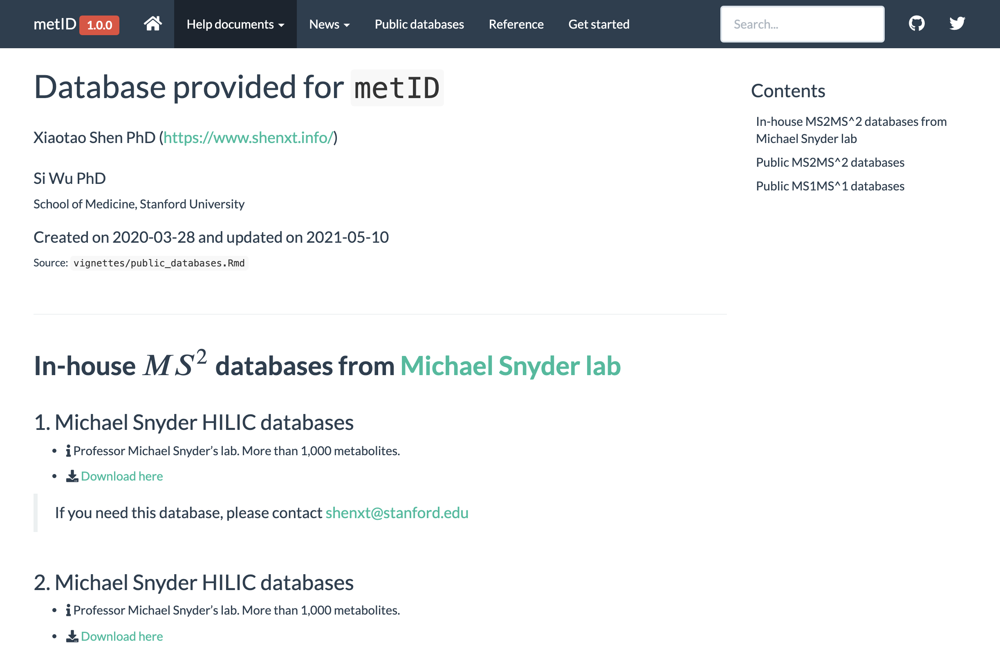 metID 1.0.0 Help documents News Public databases Reference Get started Search...
Database provided for metID
Xiaotao Shen PhD (https://www.shenxt.info/)
Si Wu PhD
School of Medicine, Stanford University
Created on 2020-03-28 and updated on 2021-05-10
Source: vignettes/public_databases.Rmd
Contents
In-house MS2MS^2 databases from
Michael Snyder lab
Public MS2MS^2 databases
Public MS1MS^1 databases
In-house MS² databases from Michael Snyder lab
1. Michael Snyder HILIC databases
• Professor Michael Snyder’s lab. More than 1,000 metabolites.
• Download here
If you need this database, please contact shenxt@stanford.edu
2. Michael Snyder HILIC databases
• Professor Michael Snyder’s lab. More than 1,000 metabolites.
• Download here